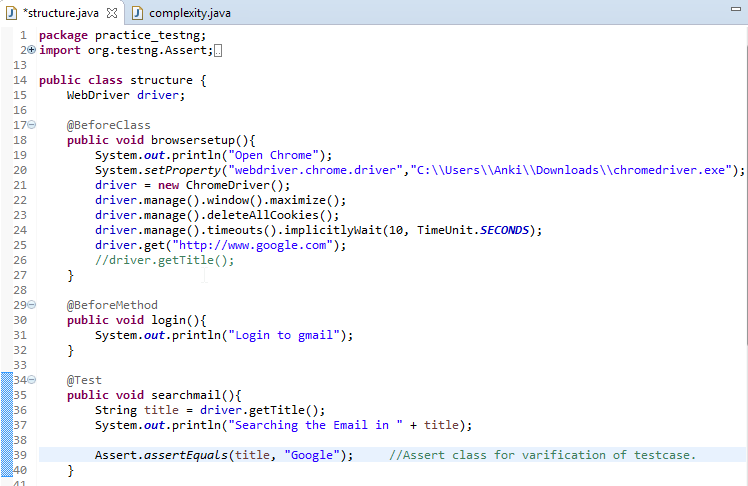 *structure.java complexity.java
1 package practice_testng;
2 import org.testng.Assert;
13
14 public class structure {
15 WebDriver driver;
16
17 @BeforeClass
18 public void browsersetup(){
19 System.out.println("Open Chrome");
20 System.setProperty("webdriver.chrome.driver","C:\\Users\\Anki\\Downloads\\chromedriver.exe");
21 driver = new ChromeDriver();
22 driver.manage().window().maximize();
23 driver.manage().deleteAllCookies();
24 driver.manage().timeouts().implicitlyWait(10, TimeUnit.SECONDS);
25 driver.get("http://www.google.com");
26 //driver.getTitle();
27 }
28
29 @BeforeMethod
30 public void login(){
31 System.out.println("Login to gmail");
32 }
33
34 @Test
35 public void searchmail(){
36 String title = driver.getTitle();
37 System.out.println("Searching the Email in " + title);
38
39 Assert.assertEquals(title, "Google"); //Assert class for varification of testcase.
40 }
41